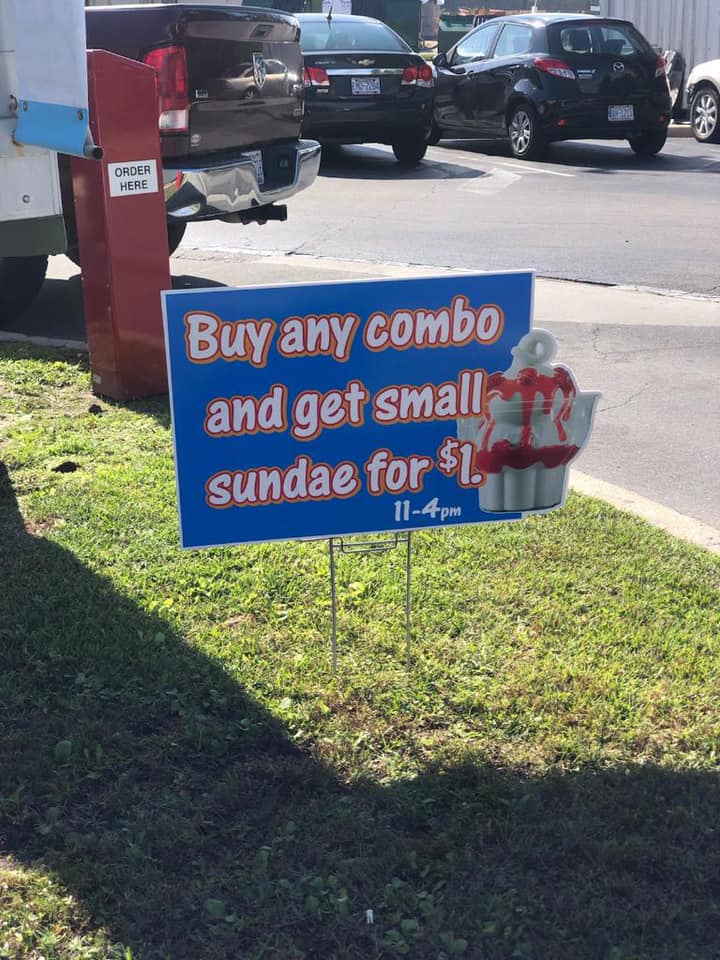 ORDER
HERE
Buy any combo
and get small
sundae for $1.
11-4pm